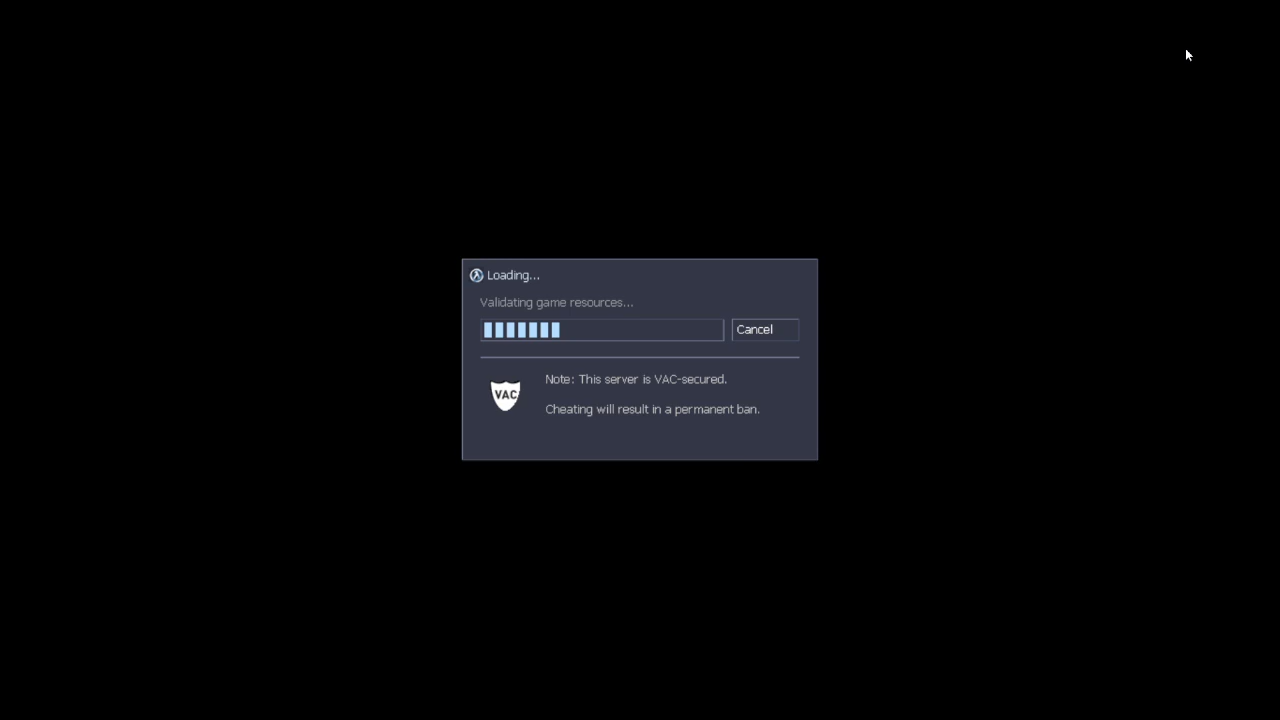 Loading...
Validating game resources...
Cancel
Note: This server is VAC-secured.
VAC
Cheating will result in a permanent ban.